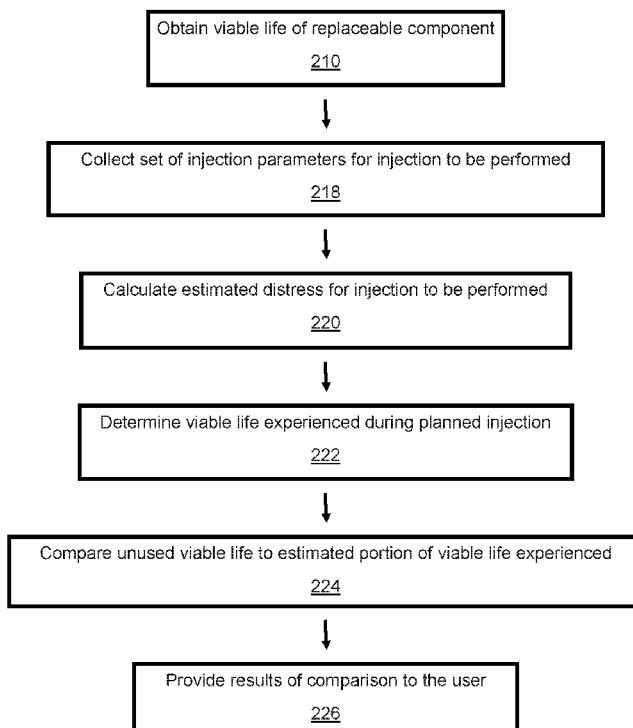 Obtain viable life of replaceable component
210
Collect set of injection parameters for injection to be performed
218
Calculate estimated distress for injection to be performed
220
Determine viable life experienced during planned injection
222
Compare unused viable life to estimated portion of viable life experienced
224
Provide results of comparison to the user
226